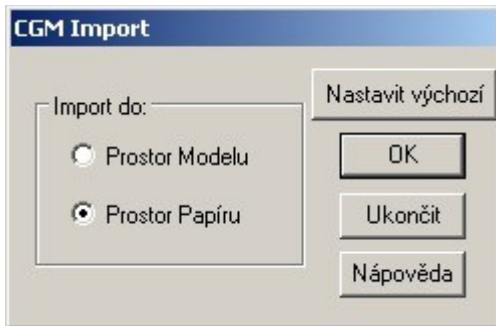 CGM Import
Import do:
Prostor Modelu
Prostor Papíru
Nastavit výchozí
OK
Ukončit
Nápověda